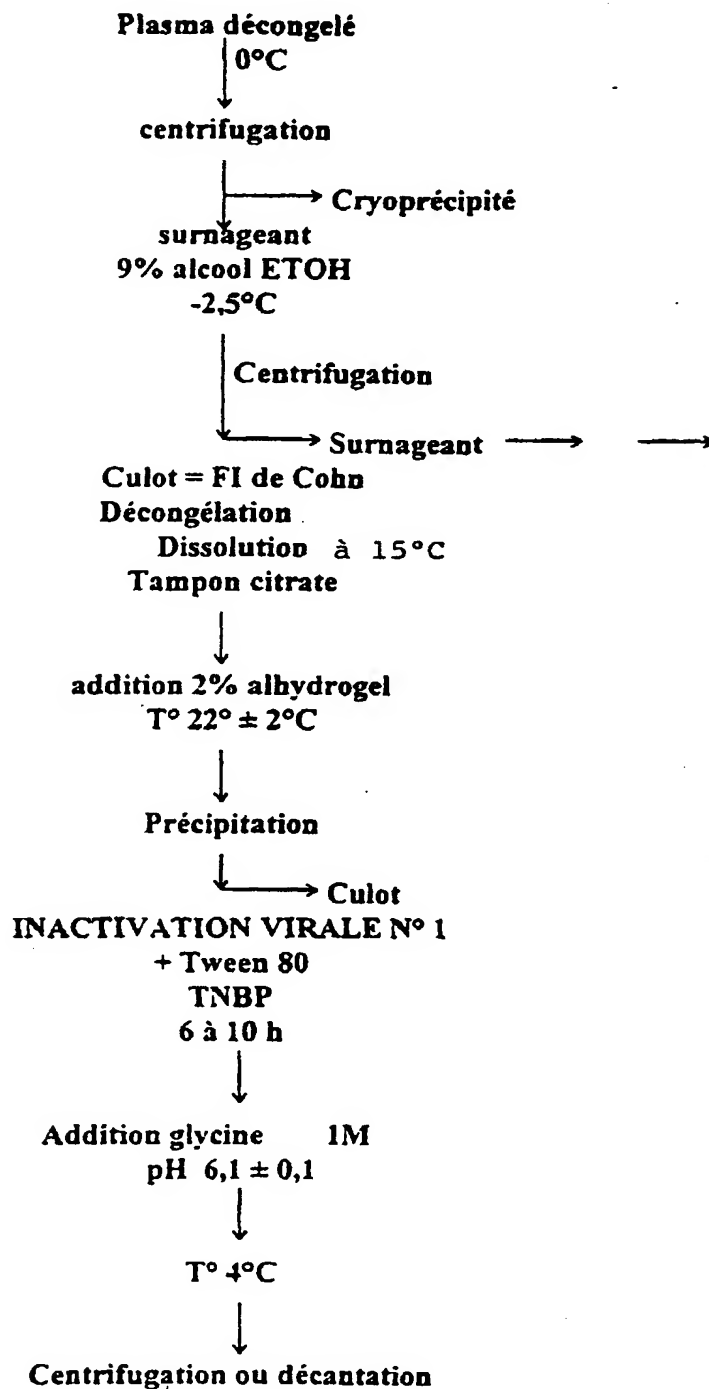 Plasma décongelé
0°C
centrifugation
Cryoprécipité
surnageant
9% alcool ETOH
-2,5°C
Centrifugation
Surnageant
Culot = FI de Cohn
Décongélation
Dissolution à 15°C
Tampon citrate
addition 2% alhydrogel
T° 22° ± 2°C
Précipitation
Culot
INACTIVATION VIRALE N° 1
+ Tween 80
TNBP
6 à 10 h
Addition glycine 1M
pH 6,1 ± 0,1
T° 4°C
Centrifugation ou décantation